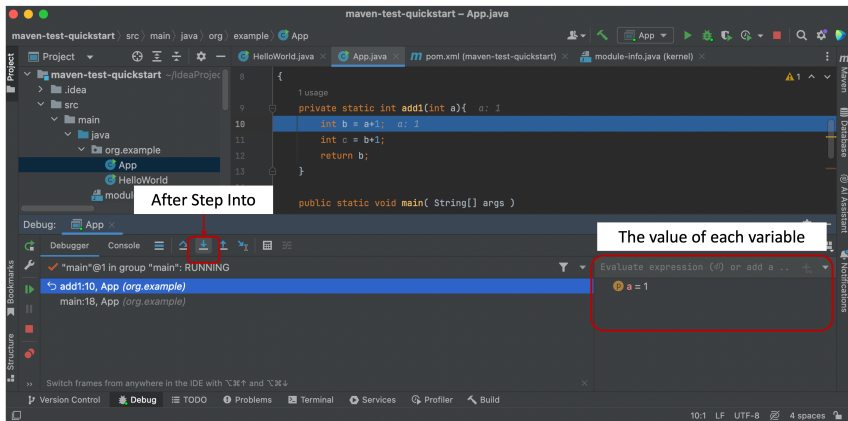 maven-test-quickstart – App.java
maven-test-quickstart 〉 src 〉 main 〉 java 〉 org 〉 example 〉 App
App
Project
HelloWorld.java
App.java
pom.xml (maven-test-quickstart)
module-info.java (kernel)
Project
maven-test-quickstart ~/IdeaProjec
.idea
src
main
java
org.example
App
HelloWorld
modul
8 {
1 usage
9 private static int add1(int a){ a: 1
10 int b = a+1; a: 1
11 int c = b+1;
12 return b;
13 }
public static void main( String[] args )
1
Maven
Database
AI Assistant
Notifications
After Step Into
The value of each variable
Debug: App
Debugger Console
"main"@1 in group "main": RUNNING
add1:10, App (org.example)
main:18, App (org.example)
Evaluate expression (⏎) or add a ..
a = 1
Bookmarks
Structure
Switch frames from anywhere in the IDE with ⌥⌘↑ and ⌥⌘↓
Version Control Debug TODO Problems Terminal Services Profiler Build
10:1 LF UTF-8 4 spaces